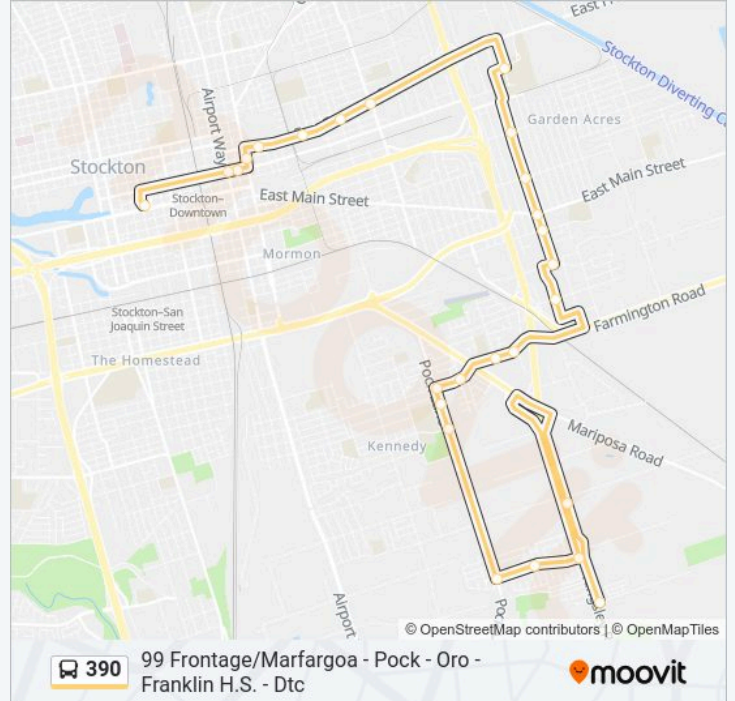 East
Stockton Diverting C
Airport Way
Garden Acres
Stockton
East Main Street
East Main Street
Stockton–
Downtown
Mormon
Stockton–San
Joaquin Street
Farmington Road
The Homestead
Kennedy
Mariposa Road
Airport
© OpenStreetMap contributors | © OpenMapTiles
390
99 Frontage/Marfargoa - Pock - Oro -
Franklin H.S. - Dtc
moovit